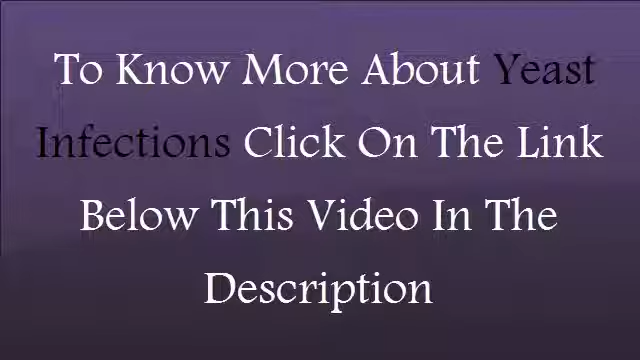 To Know More About Yeast
Infections Click On The Link
Below This Video In The
Description